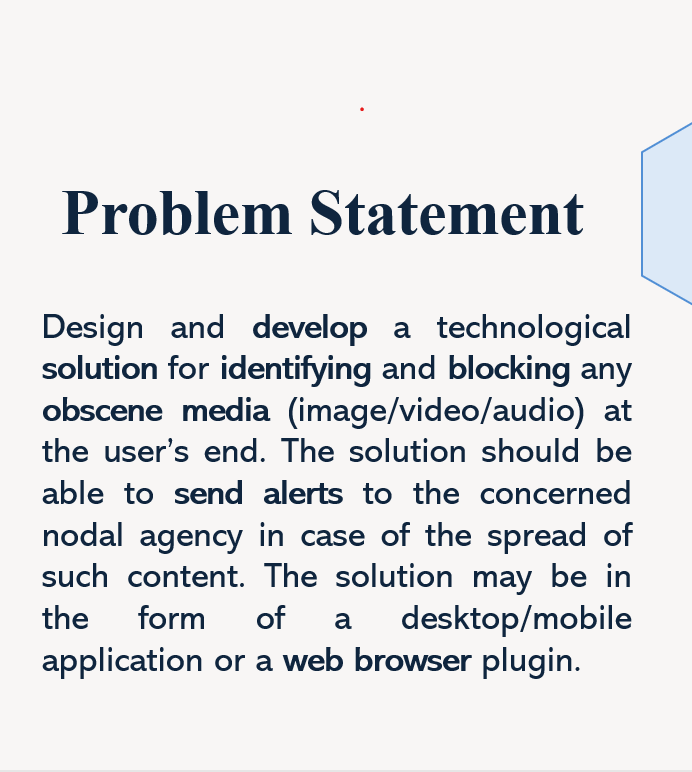 Problem Statement
Design and develop a technological
solution for identifying and blocking any
obscene media (image/video/audio) at
the user’s end. The solution should be
able to send alerts to the concerned
nodal agency in case of the spread of
such content. The solution may be in
the form of a desktop/mobile
application or a web browser plugin.